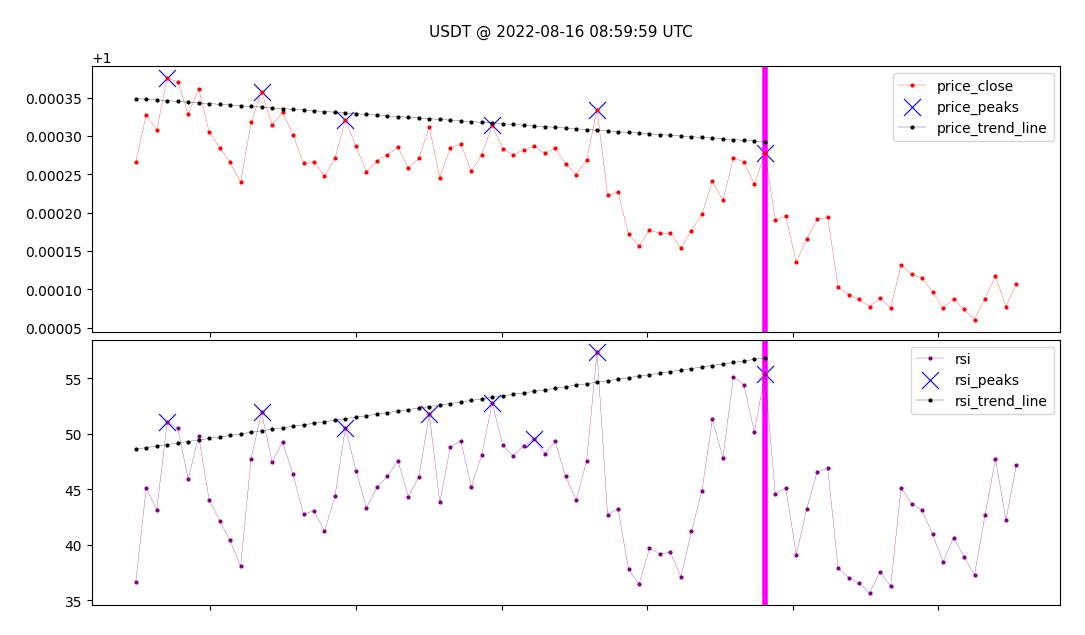 USDT @ 2022-08-16 08:59:59 UTC
+1
0.00035
0.00030
0.00025
0.00020
0.00015
0.00010
0.00005
price_close
price_peaks
price_trend_line
55
50
45
40
35
rsi
rsi_peaks
rsi_trend_line